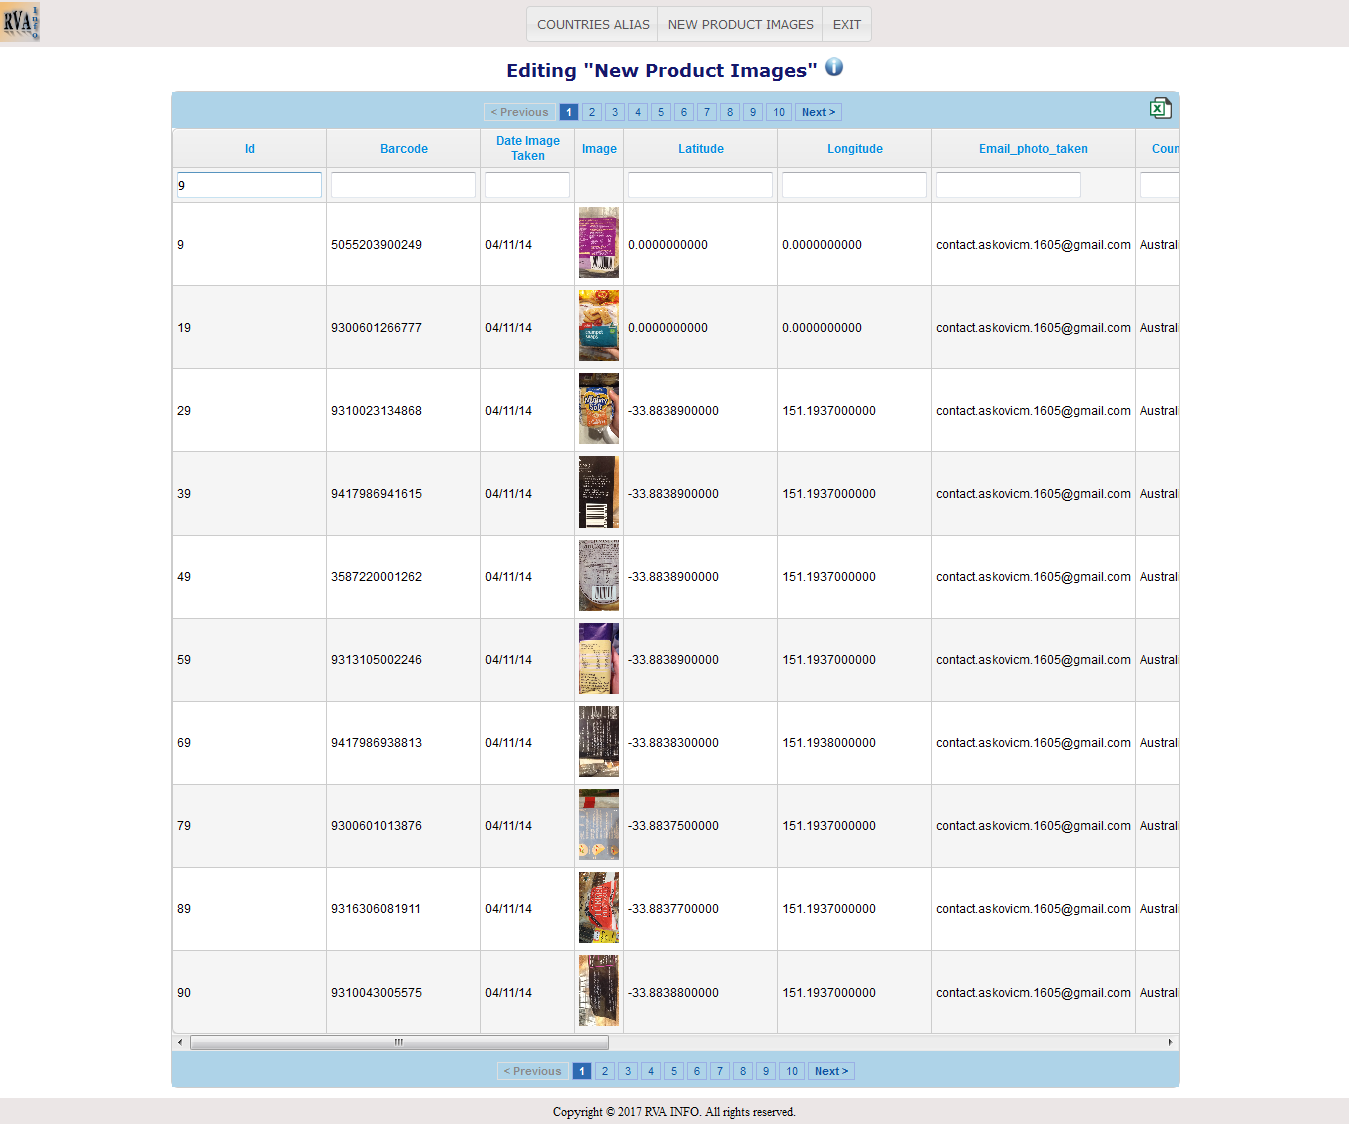 RVA Info
COUNTRIES ALIAS NEW PRODUCT IMAGES EXIT
Editing "New Product Images"
< Previous 1 2 3 4 5 6 7 8 9 10 Next >
Id Barcode Date Image Taken Image Latitude Longitude Email_photo_taken Coun
9
9 5055203900249 04/11/14 0.0000000000 0.0000000000 contact.askovicm.1605@gmail.com Austral
19 9300601266777 04/11/14 0.0000000000 0.0000000000 contact.askovicm.1605@gmail.com Austral
29 9310023134868 04/11/14 -33.8838900000 151.1937000000 contact.askovicm.1605@gmail.com Austral
39 9417986941615 04/11/14 -33.8838900000 151.1937000000 contact.askovicm.1605@gmail.com Austral
49 3587220001262 04/11/14 -33.8838900000 151.1937000000 contact.askovicm.1605@gmail.com Austral
59 9313105002246 04/11/14 -33.8838900000 151.1937000000 contact.askovicm.1605@gmail.com Austral
69 9417986938813 04/11/14 -33.8838300000 151.1938000000 contact.askovicm.1605@gmail.com Austral
79 9300601013876 04/11/14 -33.8837500000 151.1937000000 contact.askovicm.1605@gmail.com Austral
89 9316306081911 04/11/14 -33.8837700000 151.1937000000 contact.askovicm.1605@gmail.com Austral
90 9310043005575 04/11/14 -33.8838800000 151.1937000000 contact.askovicm.1605@gmail.com Austral
< Previous 1 2 3 4 5 6 7 8 9 10 Next >
Copyright © 2017 RVA INFO. All rights reserved.